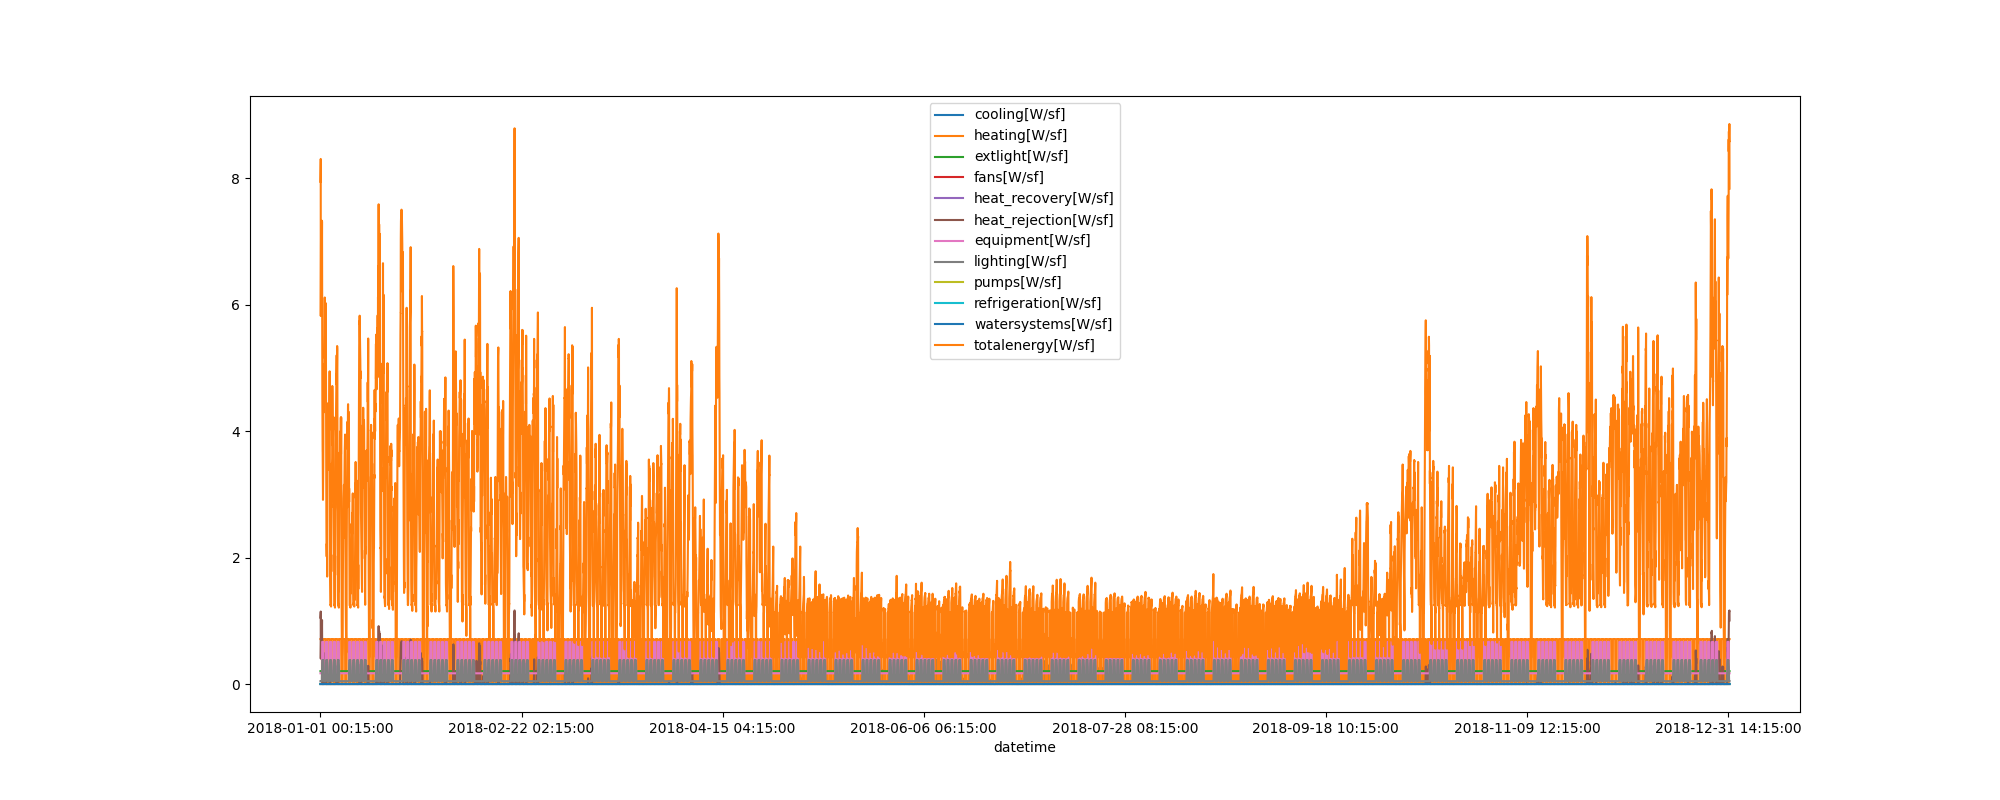 cooling[W/sf]
heating[W/sf]
extlight[W/sf]
fans[W/sf]
heat_recovery[W/sf]
heat_rejection[W/sf]
equipment[W/sf]
lighting[W/sf]
pumps[W/sf]
refrigeration[W/sf]
watersystems[W/sf]
totalenergy[W/sf]
8
6
4
2
0
2018-01-01 00:15:00 2018-02-22 02:15:00 2018-04-15 04:15:00 2018-06-06 06:15:00 2018-07-28 08:15:00 2018-09-18 10:15:00 2018-11-09 12:15:00 2018-12-31 14:15:00
datetime